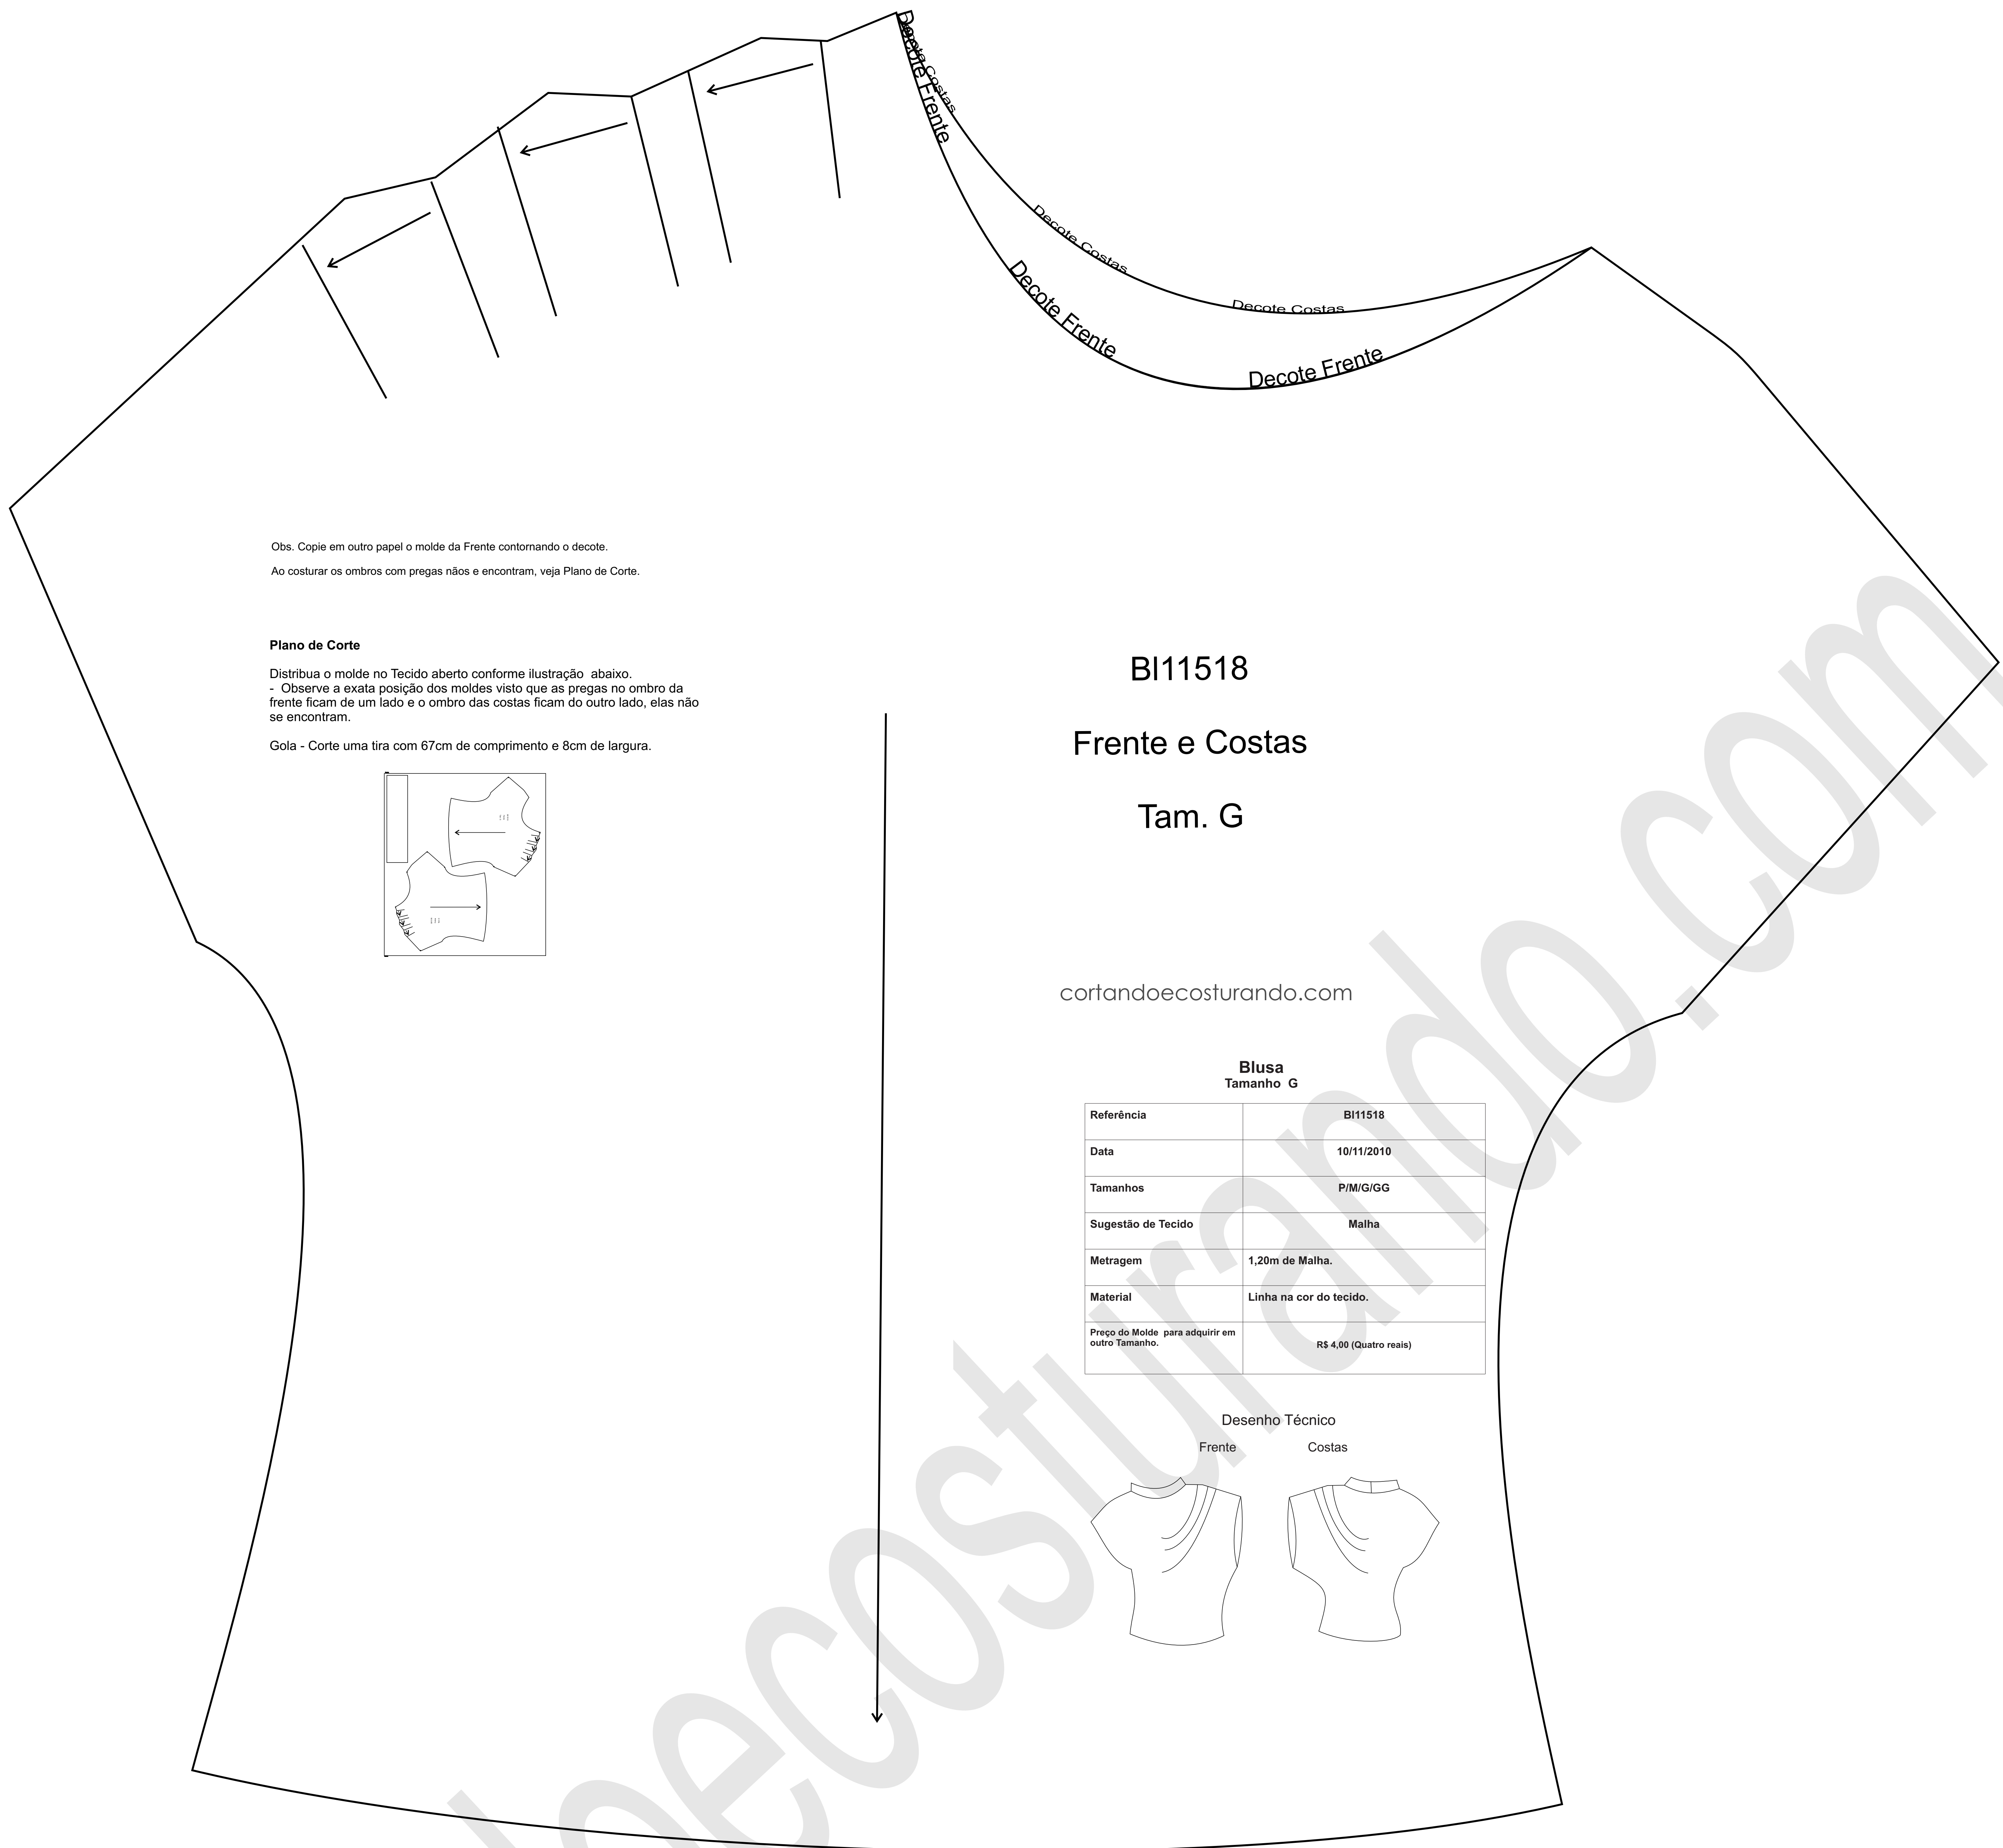 Decote Costas
Decote Frente
Decote Costas
Decote Frente
Decote Costas
Decote Frente
Obs. Copie em outro papel o molde da Frente contornando o decote.
Ao costurar os ombros com pregas nãos e encontram, veja Plano de Corte.
Plano de Corte
Distribua o molde no Tecido aberto conforme ilustração abaixo.
- Observe a exata posição dos moldes visto que as pregas no ombro da
frente ficam de um lado e o ombro das costas ficam do outro lado, elas não
se encontram.
Gola - Corte uma tira com 67cm de comprimento e 8cm de largura.
Bl11518
Frente e Costas
Tam. G
cortandoecosturando.com
Blusa
Tamanho G
Referência Bl11518
Data 10/11/2010
Tamanhos P/M/G/GG
Sugestão de Tecido Malha
Metragem 1,20m de Malha.
Material Linha na cor do tecido.
Preço do Molde para adquirir em
outro Tamanho. R$ 4,00 (Quatro reais)
Desenho Técnico
Frente Costas
doecosturando.com